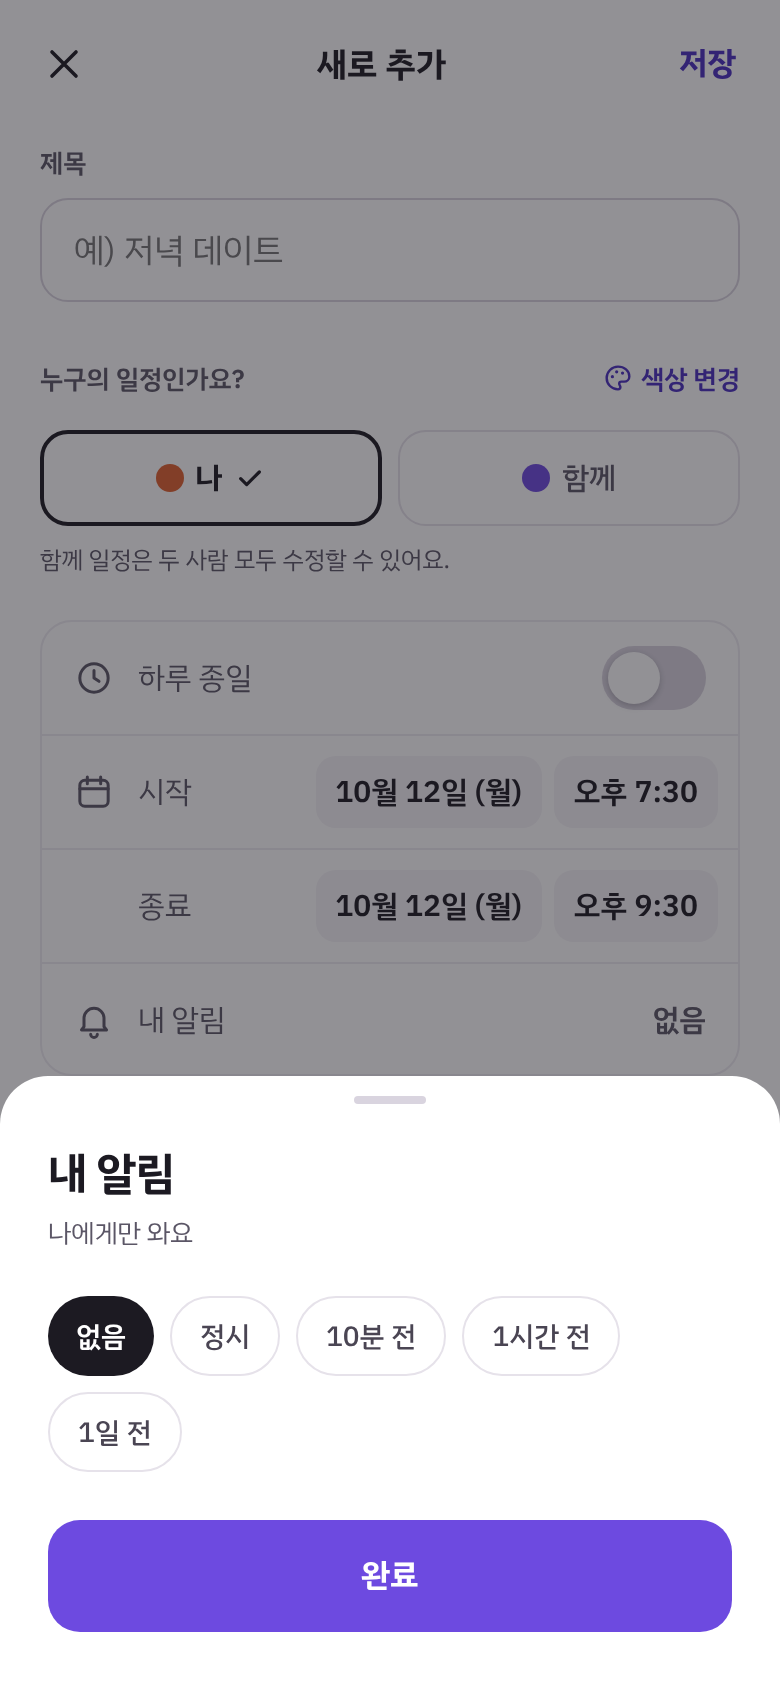 새로 추가
저장
제목
예) 저녁 데이트
누구의 일정인가요?
색상 변경
나
함께
함께 일정은 두 사람 모두 수정할 수 있어요.
하루 종일
시작 10월 12일 (월) 오후 7:30
종료 10월 12일 (월) 오후 9:30
내 알림 없음
내 알림
나에게만 와요
없음 정시 10분 전 1시간 전
1일 전
완료